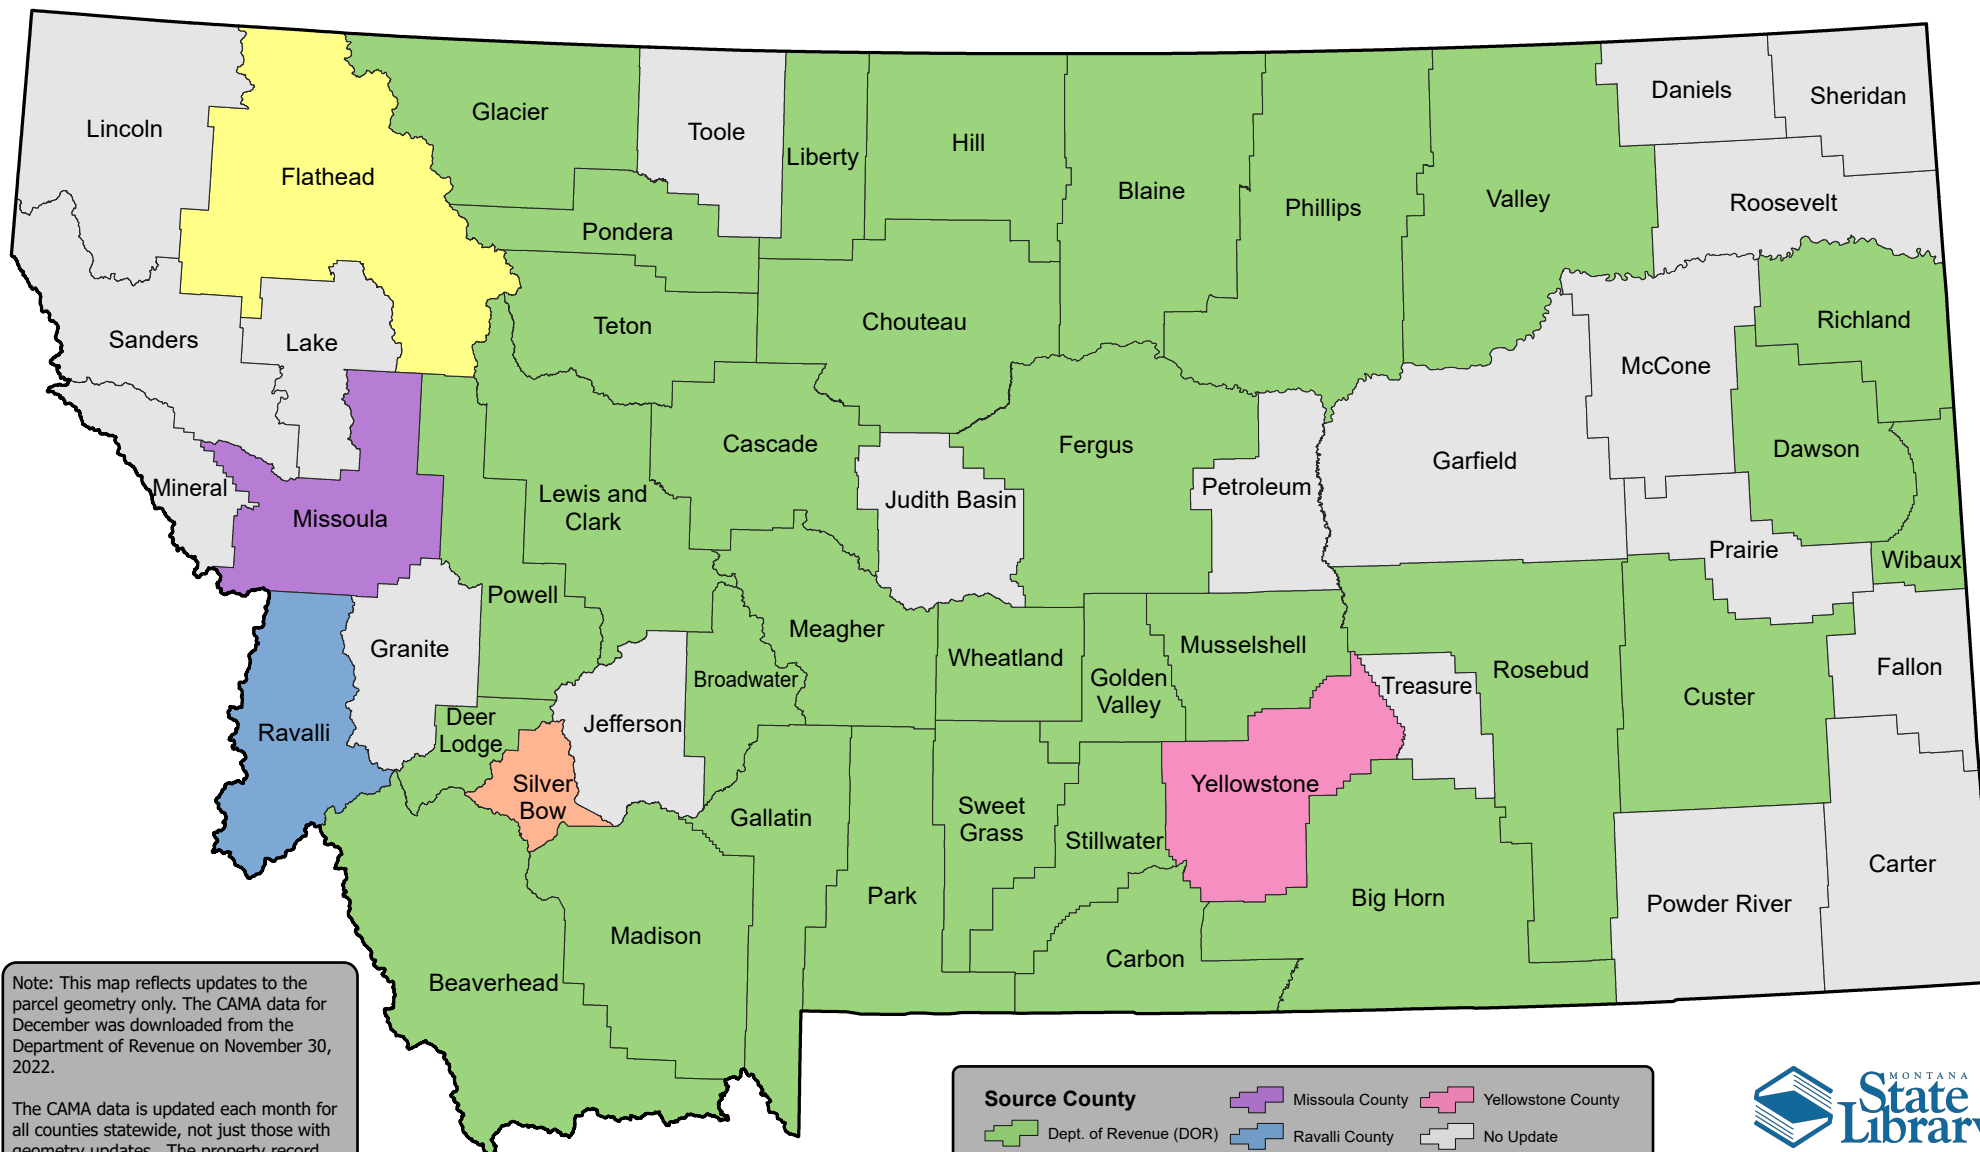 Lincoln
Flathead
Glacier
Toole
Liberty
Hill
Blaine
Phillips
Valley
Daniels
Sheridan
Roosevelt
Pondera
Teton
Chouteau
Richland
Sanders
Lake
McCone
Dawson
Cascade
Fergus
Garfield
Mineral
Missoula
Lewis and
Clark
Judith Basin
Petroleum
Prairie
Wibaux
Powell
Granite
Meagher
Wheatland
Golden
Valley
Musselshell
Treasure
Rosebud
Custer
Fallon
Broadwater
Deer
Lodge
Jefferson
Ravalli
Silver
Bow
Gallatin
Sweet
Grass
Stillwater
Yellowstone
Park
Big Horn
Powder River
Carter
Madison
Beaverhead
Carbon
Note: This map reflects updates to the
parcel geometry only. The CAMA data for
December was downloaded from the
Department of Revenue on November 30,
2022.
The CAMA data is updated each month for
all counties statewide, not just those with
geometry updates. The property record
Source County
Dept. of Revenue (DOR)
Missoula County
Ravalli County
Yellowstone County
No Update
MONTANA
State
Library